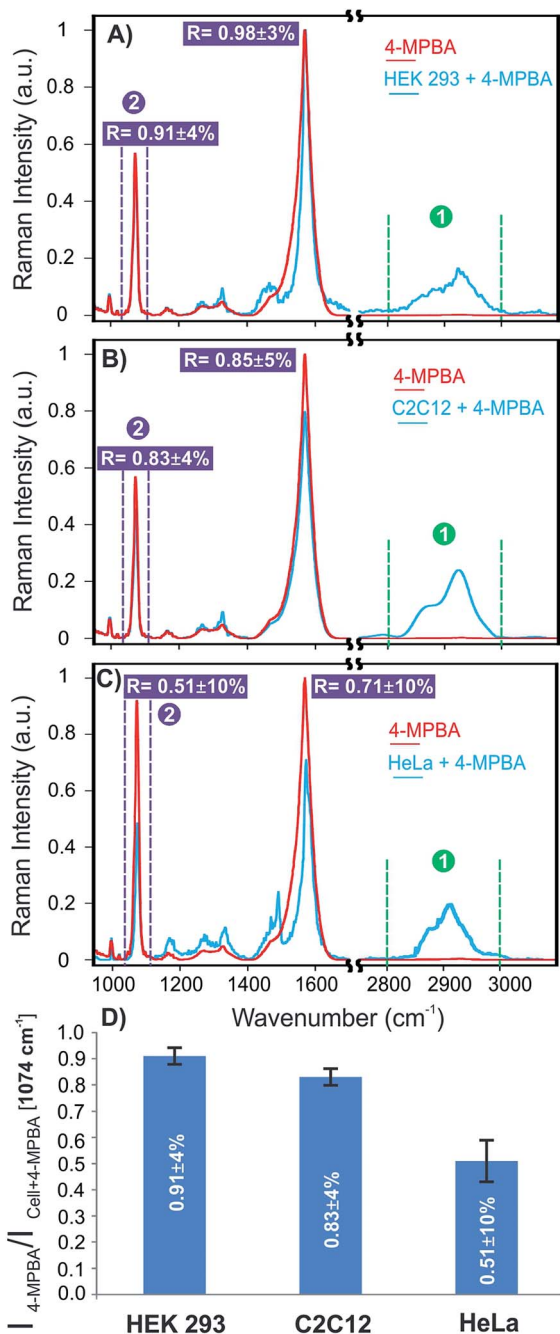 A)
R= 0.98±3%
4-MPBA
HEK 293 + 4-MPBA
2
R= 0.91±4%
1
Raman Intensity (a.u.)
1
0.8
0.6
0.4
0.2
0
B)
R= 0.85±5%
4-MPBA
C2C12 + 4-MPBA
2
R= 0.83±4%
1
Raman Intensity (a.u.)
1
0.8
0.6
0.4
0.2
0
C)
R= 0.51±10%
R= 0.71±10%
2
4-MPBA
HeLa + 4-MPBA
1
Raman Intensity (a.u.)
1
0.8
0.6
0.4
0.2
0
1000 1200 1400 1600 2800 2900 3000
Wavenumber (cm-1)
D)
I 4-MPBA/I Cell+4-MPBA [1074 cm-1]
1.0
0.9
0.8
0.7
0.6
0.5
0.4
0.3
0.2
0.1
0.0
0.91±4%
0.83±4%
0.51±10%
HEK 293 C2C12 HeLa